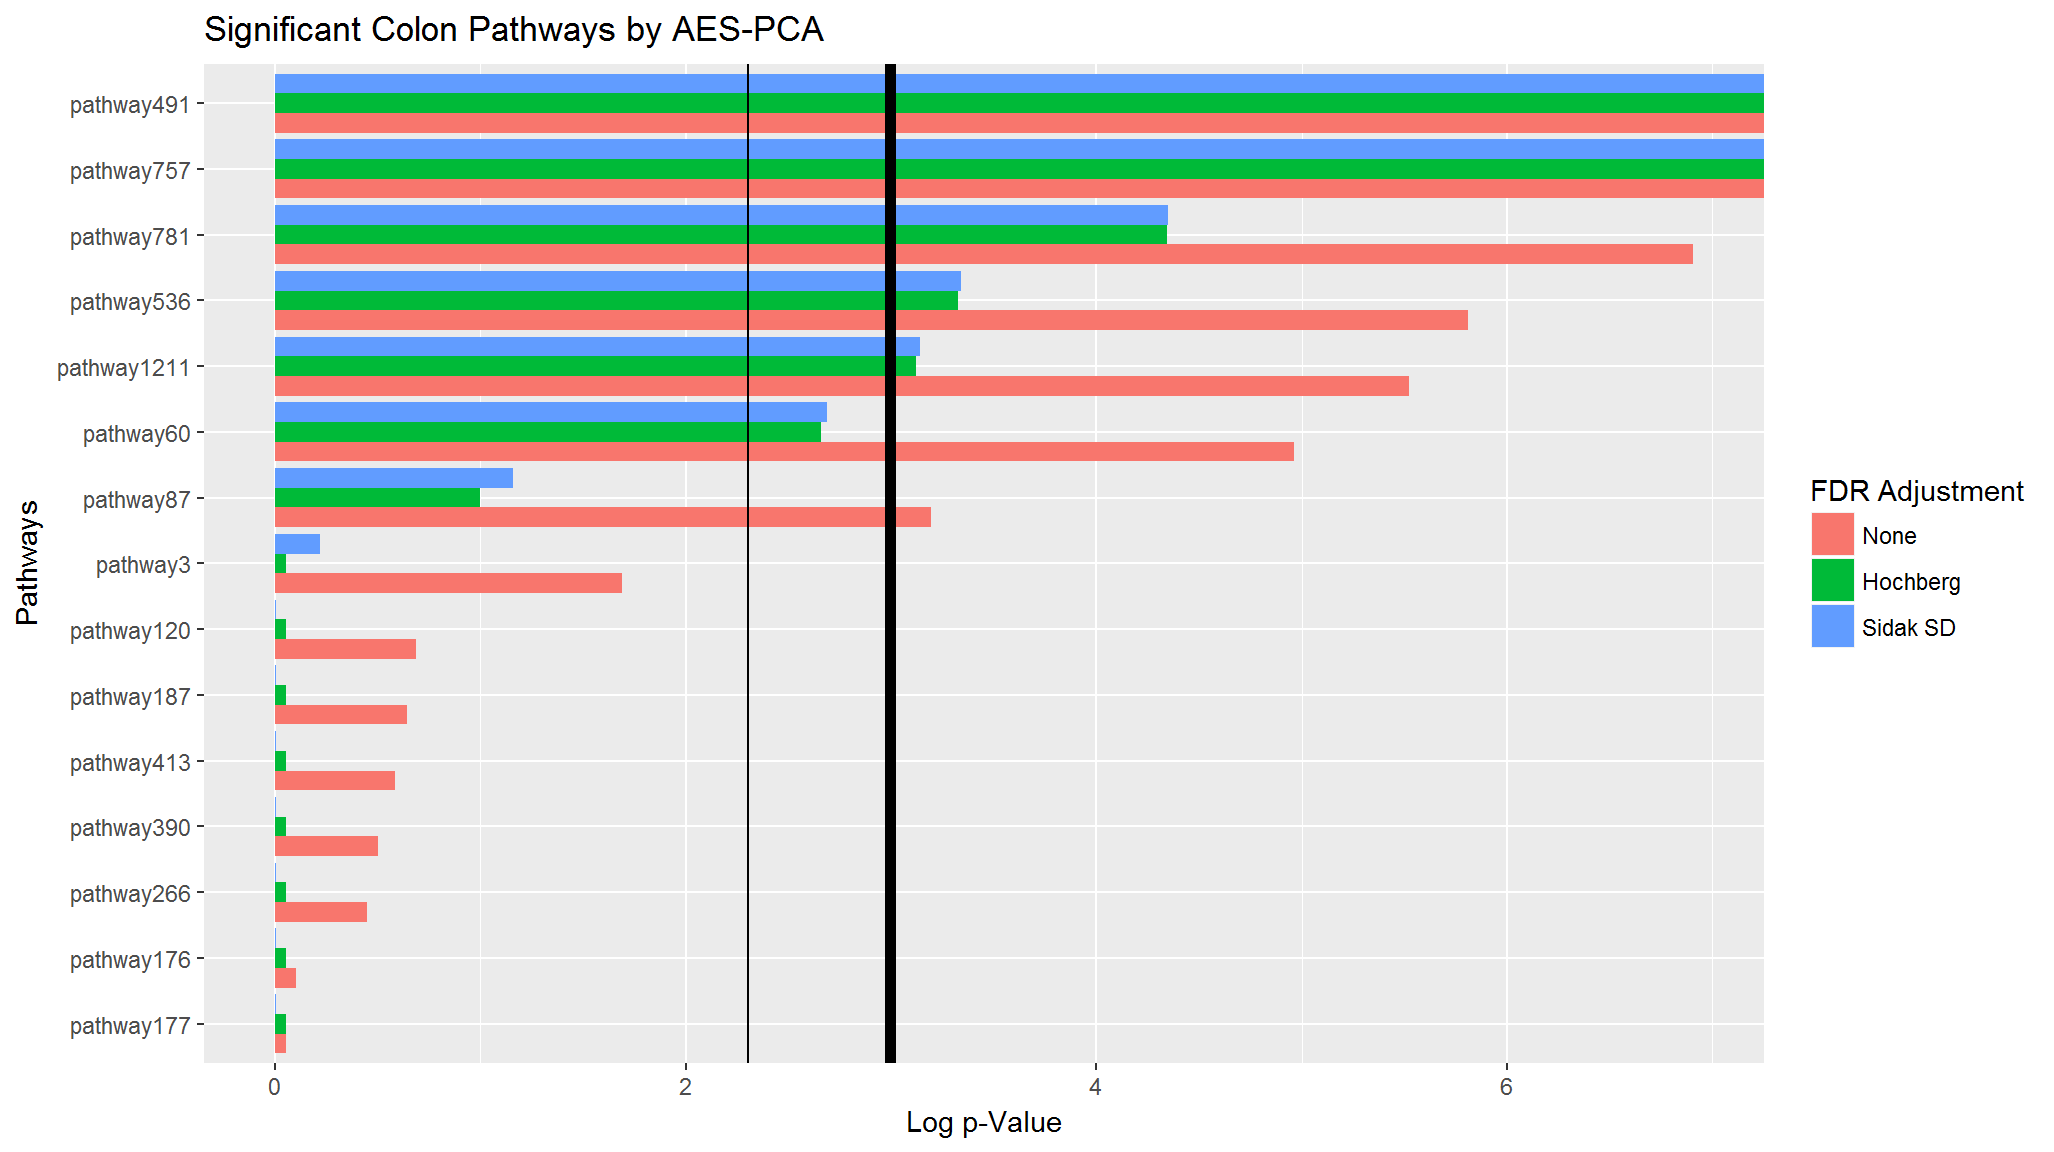 Significant Colon Pathways by AES-PCA
Pathways
pathway491
pathway757
pathway781
pathway536
pathway1211
pathway60
pathway87
pathway3
pathway120
pathway187
pathway413
pathway390
pathway266
pathway176
pathway177
0 2 4 6
Log p-Value
FDR Adjustment
None
Hochberg
Sidak SD